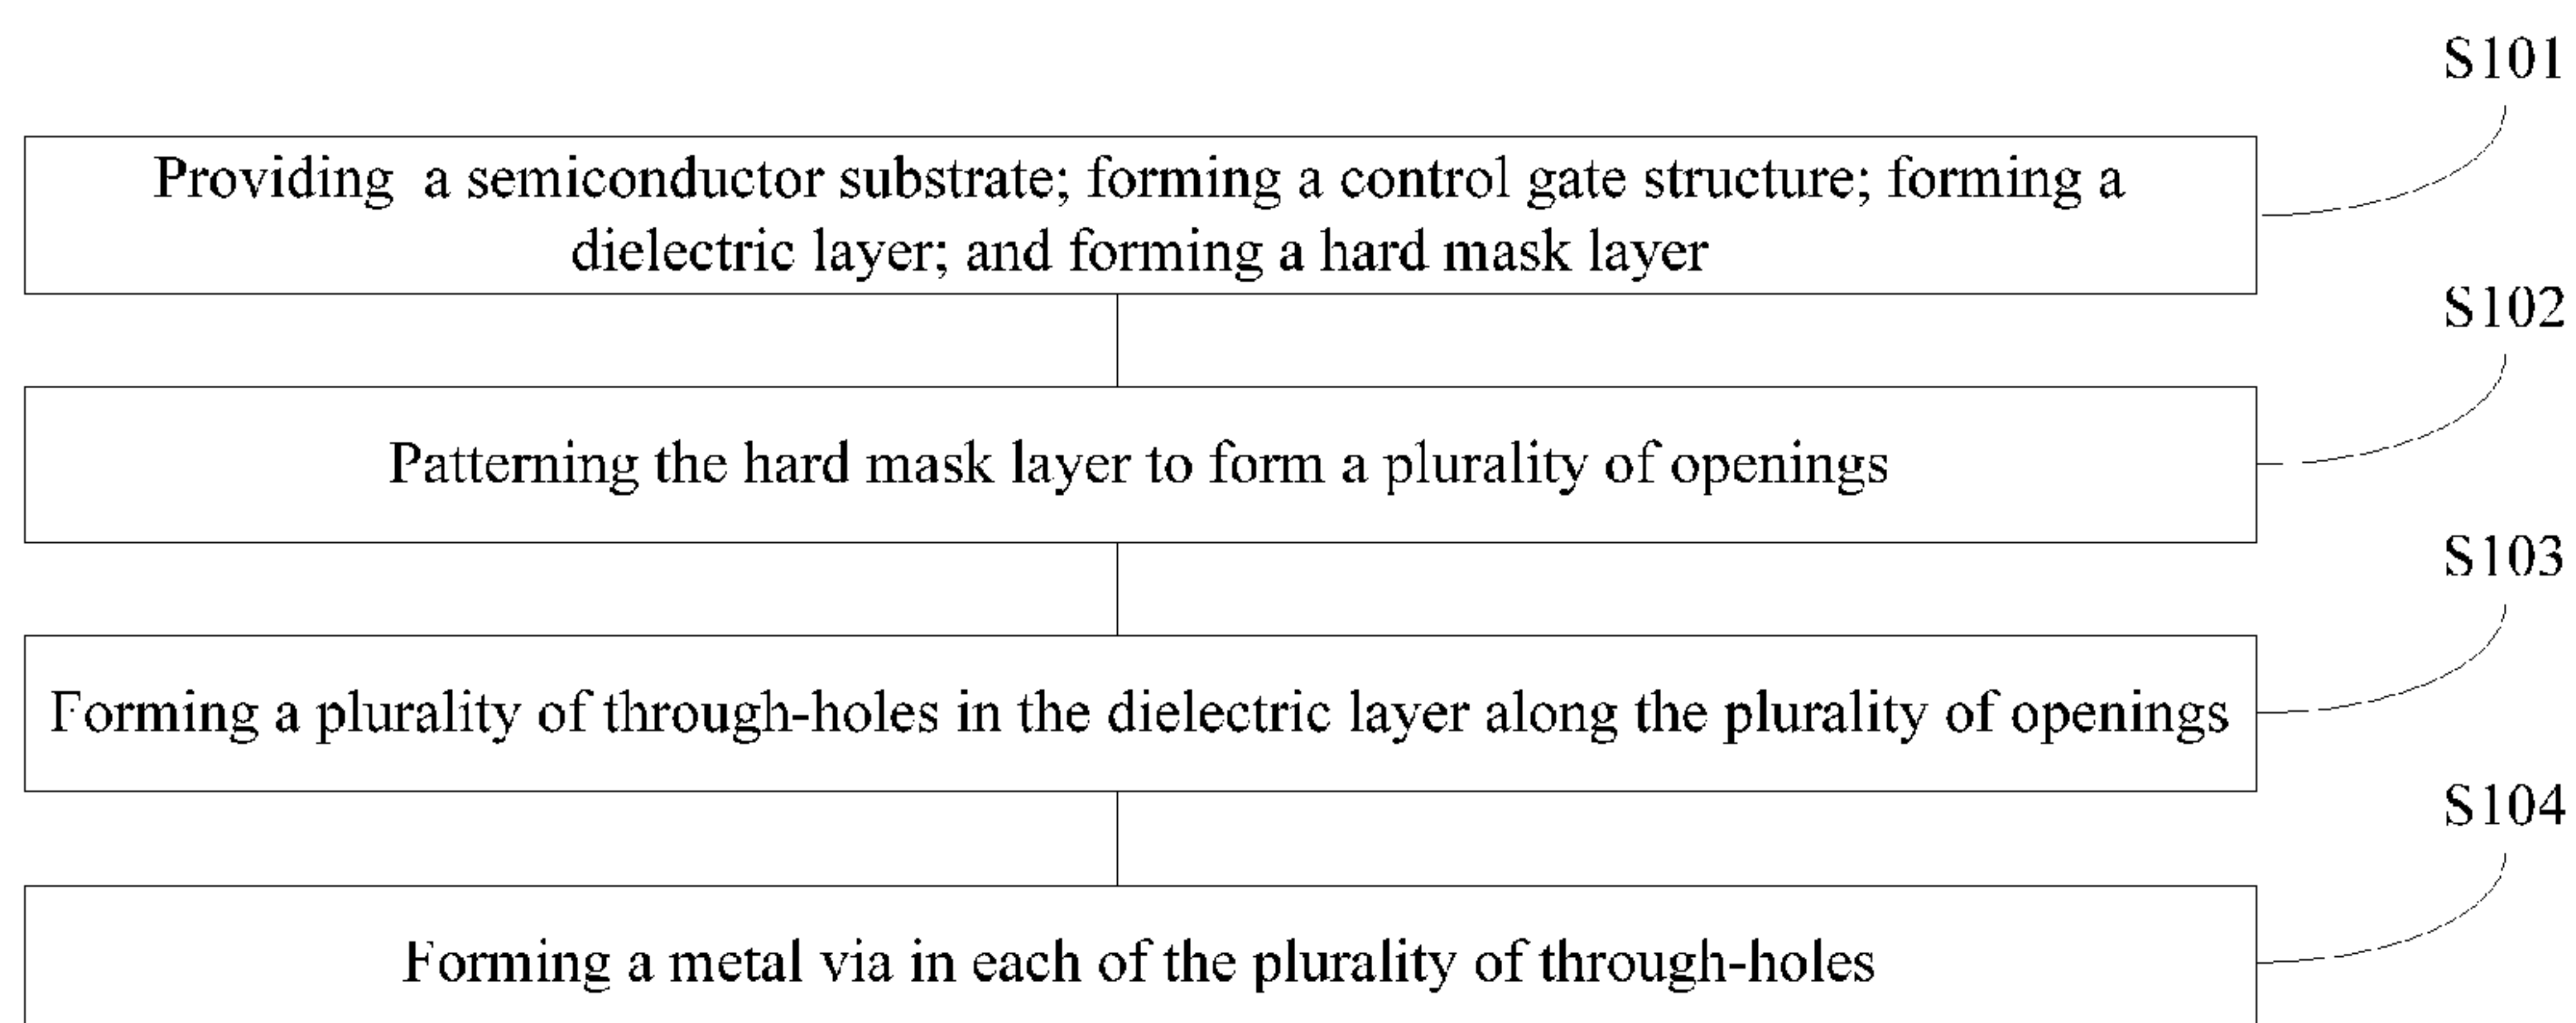 S101
Providing a semiconductor substrate; forming a control gate structure; forming a
dielectric layer; and forming a hard mask layer
S102
Patterning the hard mask layer to form a plurality of openings
S103
Forming a plurality of through-holes in the dielectric layer along the plurality of openings
S104
Forming a metal via in each of the plurality of through-holes